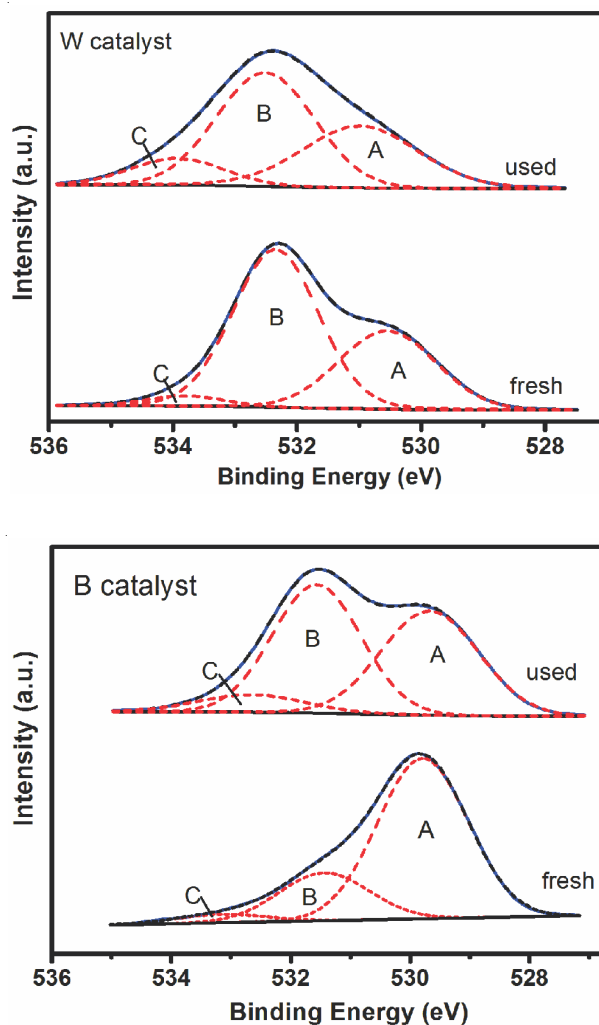 W catalyst
C
B
A
used
C
B
A
fresh
Intensity (a.u.)
536 534 532 530 528
Binding Energy (eV)
B catalyst
C
B
A
used
C
B
A
fresh
Intensity (a.u.)
536 534 532 530 528
Binding Energy (eV)